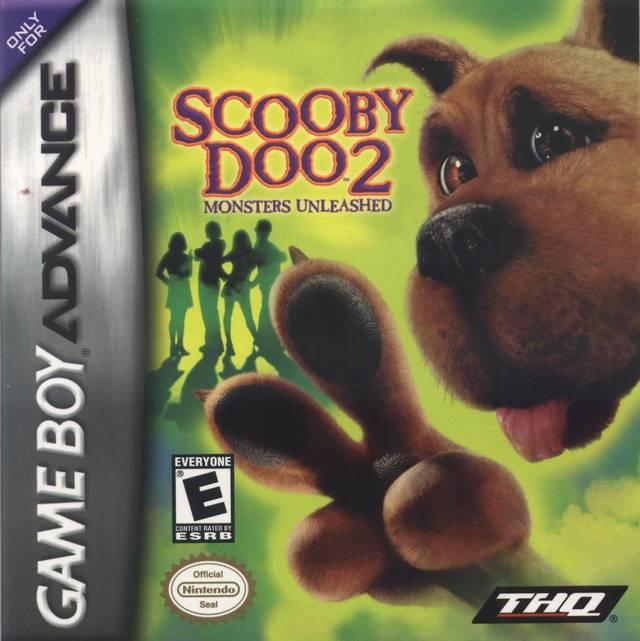 ONLY
FOR
GAME BOY ADVANCE
®
SCOOBY
DOO 2
™
MONSTERS UNLEASHED
EVERYONE
®
E
CONTENT RATED BY
ESRB
Official
Nintendo
Seal
THQ
®